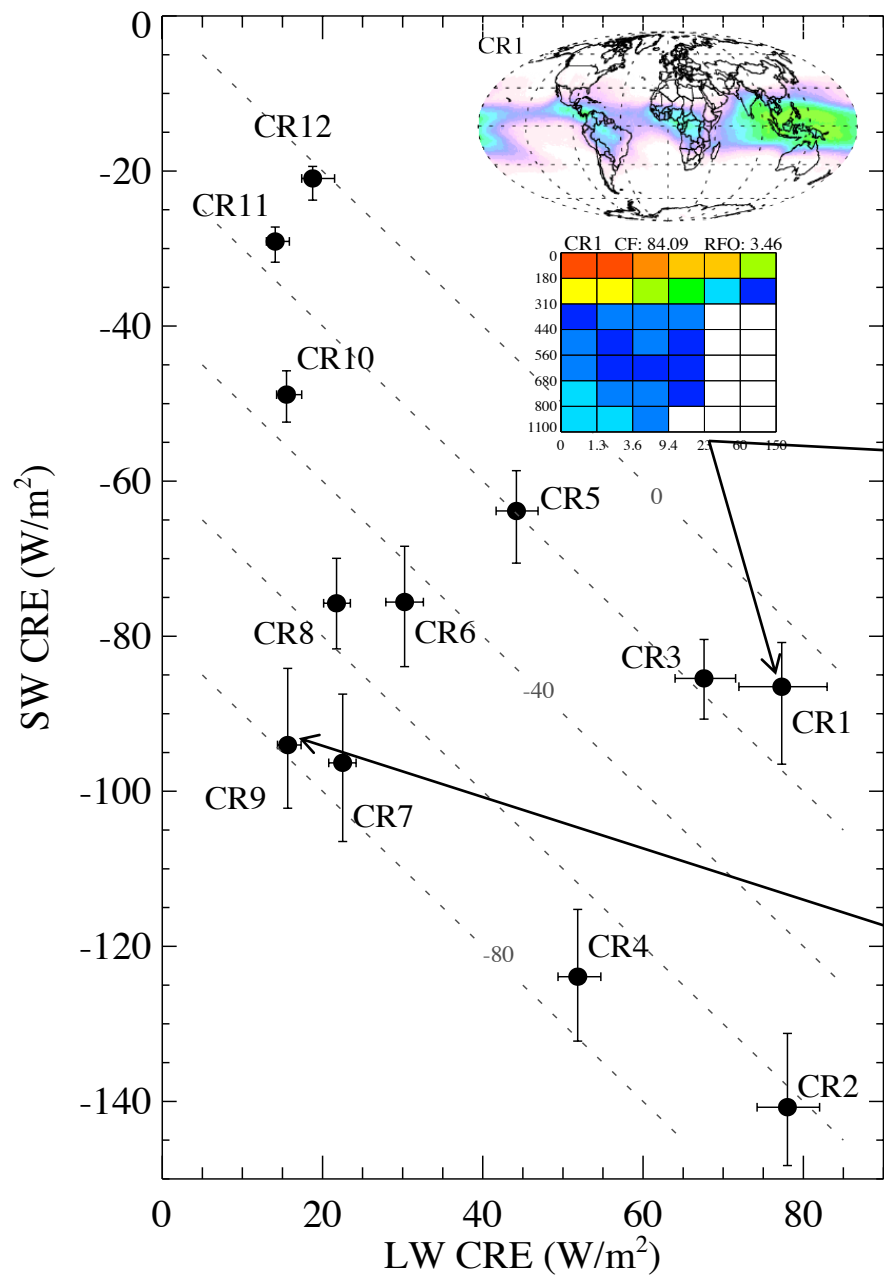 0
CR1
CR12
-20
CR11
CR1 CF: 84.09 RFO: 3.46
0
180
310
440
560
680
800
1100
0 1.3 3.6 9.4 23 60 150
-40
CR10
-60
CR5
0
CR8
CR6
CR3
-80
-40
CR1
CR9
CR7
-100
-80
CR4
-120
CR2
-140
SW CRE (W/m²)
0 20 40 60 80
LW CRE (W/m²)